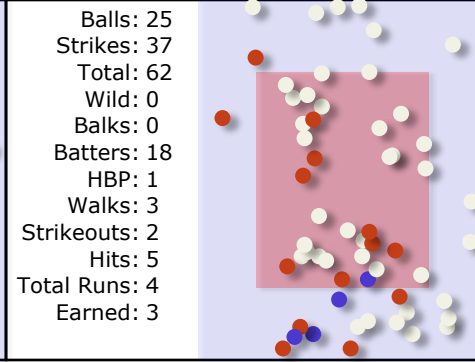 Balls: 25
Strikes: 37
Total: 62
Wild: 0
Balks: 0
Batters: 18
HBP: 1
Walks: 3
Strikeouts: 2
Hits: 5
Total Runs: 4
Earned: 3